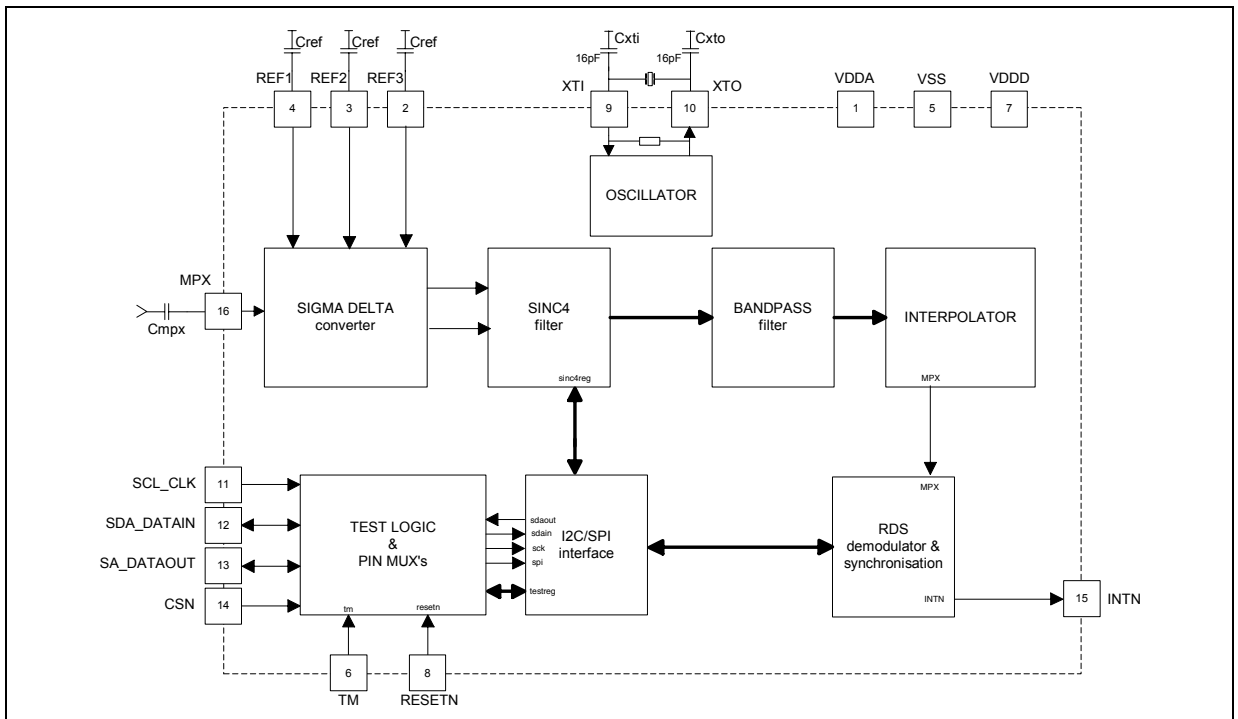 Cref
Cref
Cref
Cxti
Cxto
16pF
16pF
REF1
REF2
REF3
XTI
XTO
VDDA
VSS
VDDD
4
3
2
9
10
1
5
7
OSCILLATOR
MPX
16
Cmpx
SIGMA DELTA
converter
SINC4
filter
sinc4reg
BANDPASS
filter
INTERPOLATOR
MPX
SCL_CLK
11
SDA_DATAIN
12
SA_DATAOUT
13
CSN
14
TEST LOGIC
&
PIN MUX's
tm
resetn
sdaout
sdain
sck
spi
testreg
I2C/SPI
interface
MPX
RDS
demodulator &
synchronisation
INTN
15
INTN
6
8
TM
RESETN